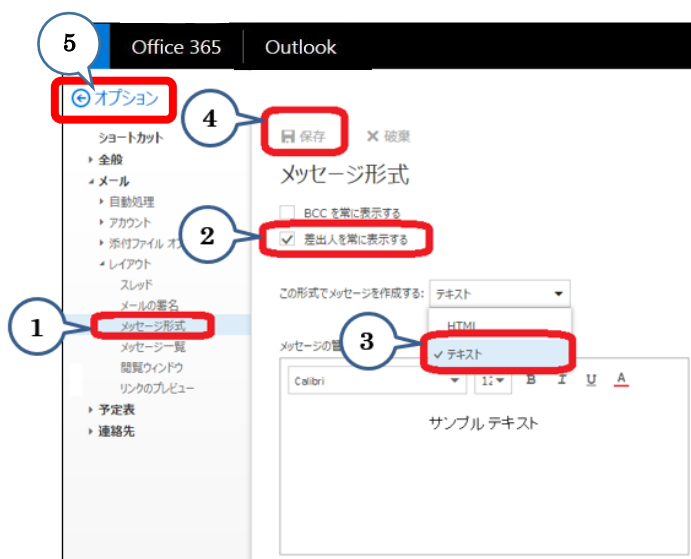 5
Office 365 Outlook
オプション
4
ショートカット
保存 破棄
全般
メール
メッセージ形式
自動処理
BCC を常に表示する
アカウント
2
差出人を常に表示する
添付ファイル オ
レイアウト
スレッド
この形式でメッセージを作成する: テキスト
メールの署名
1
メッセージ形式
HTML
3
メッセージ一覧
メッセージの
テキスト
閲覧ウィンドウ
リンクのプレビュー
Calibri 12 B I U A
予定表
サンプル テキスト
連絡先